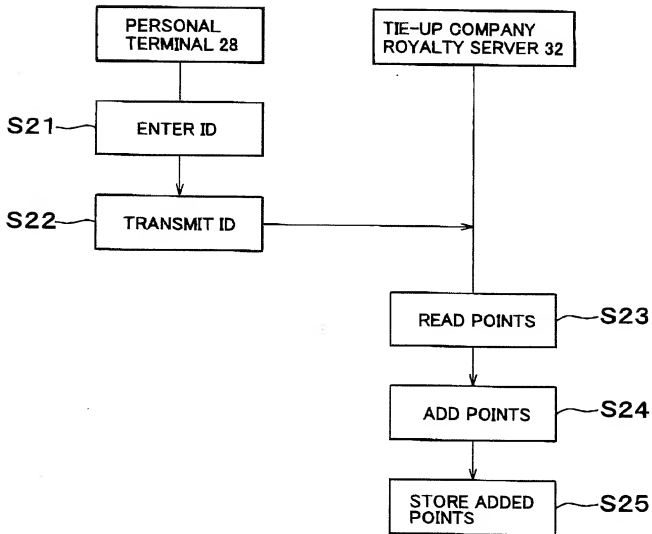 PERSONAL
TERMINAL 28
TIE-UP COMPANY
ROYALTY SERVER 32
S21
ENTER ID
S22
TRANSMIT ID
READ POINTS
S23
ADD POINTS
S24
STORE ADDED
POINTS
S25